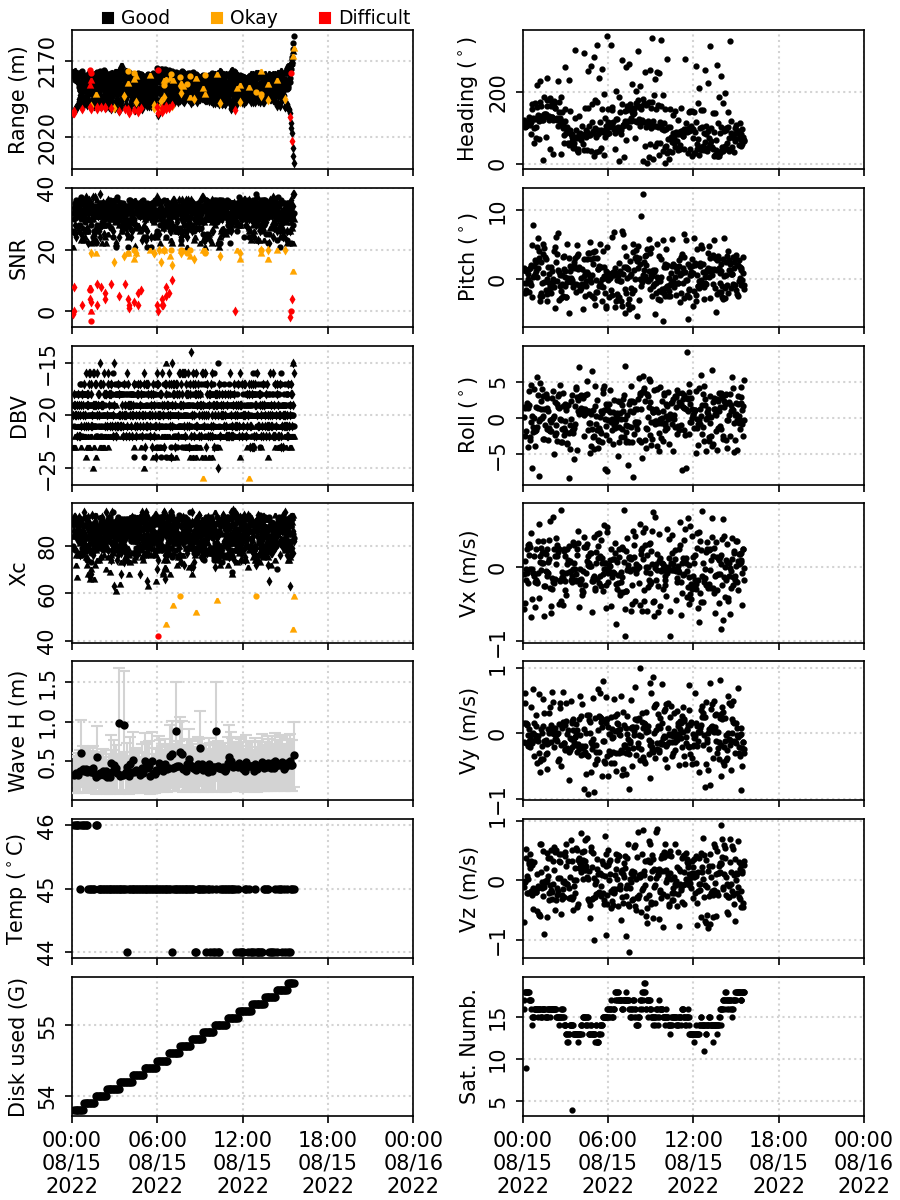 Good Okay Difficult
Range (m)
2170
2020
Heading (°)
200
0
SNR
40
20
0
Pitch (°)
10
0
DBV
−15
−20
−25
Roll (°)
5
0
−5
Xc
80
60
40
Vx (m/s)
0
−1
Wave H (m)
1.5
1.0
0.5
Vy (m/s)
1
0
−1
Temp (°C)
46
45
44
Vz (m/s)
1
0
−1
Disk used (G)
55
54
Sat. Numb.
15
10
5
00:00 06:00 12:00 18:00 00:00
08/15 08/15 08/15 08/15 08/16
2022 2022 2022 2022 2022
00:00 06:00 12:00 18:00 00:00
08/15 08/15 08/15 08/15 08/16
2022 2022 2022 2022 2022